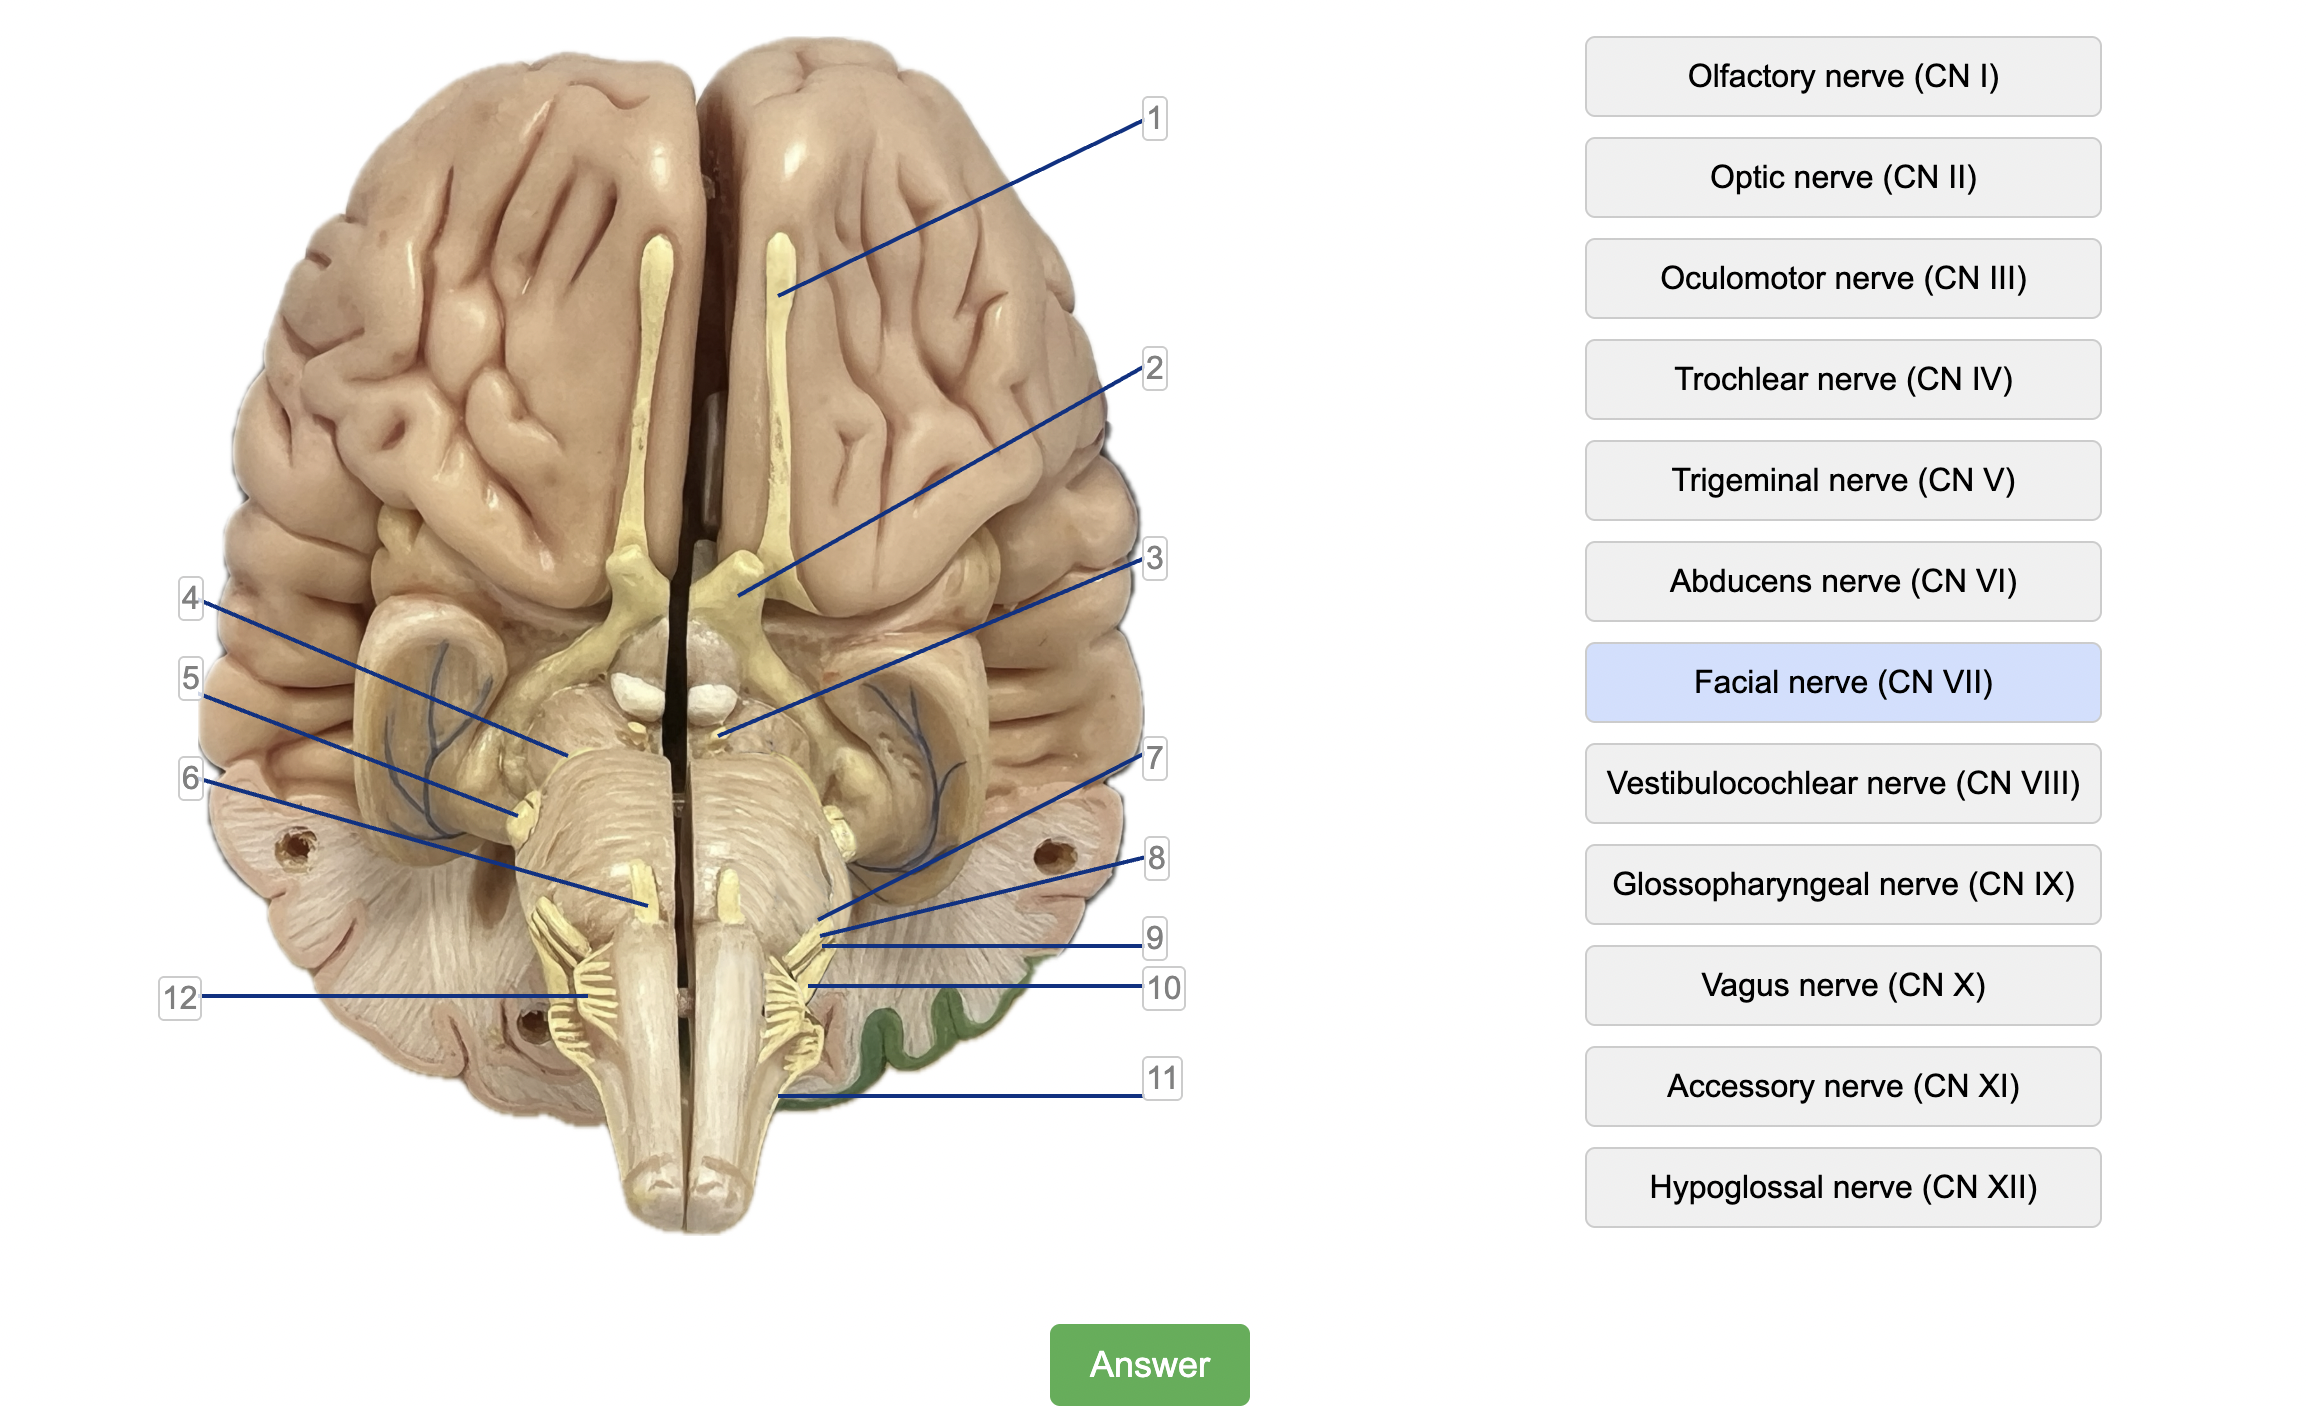 1
2
3
4
5
6
7
8
9
10
11
12
Olfactory nerve (CN I)
Optic nerve (CN II)
Oculomotor nerve (CN III)
Trochlear nerve (CN IV)
Trigeminal nerve (CN V)
Abducens nerve (CN VI)
Facial nerve (CN VII)
Vestibulocochlear nerve (CN VIII)
Glossopharyngeal nerve (CN IX)
Vagus nerve (CN X)
Accessory nerve (CN XI)
Hypoglossal nerve (CN XII)
Answer